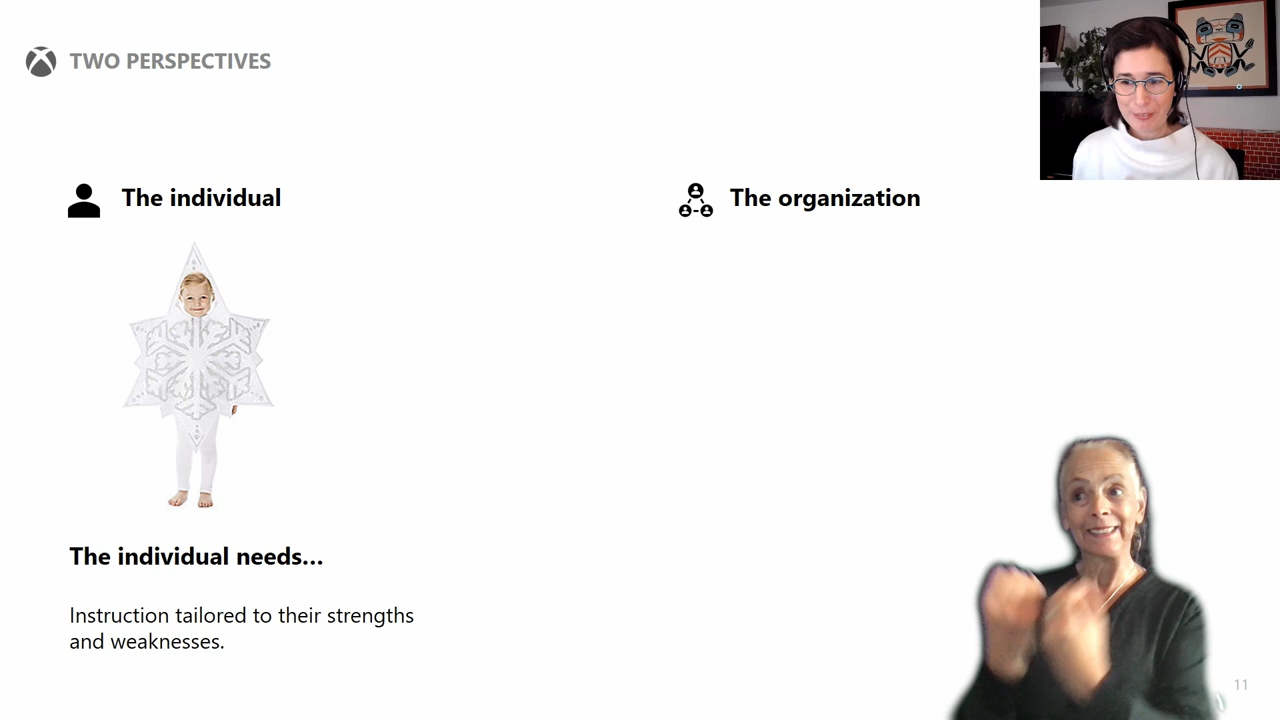 TWO PERSPECTIVES
The individual
The organization
The individual needs…
Instruction tailored to their strengths
and weaknesses.
11